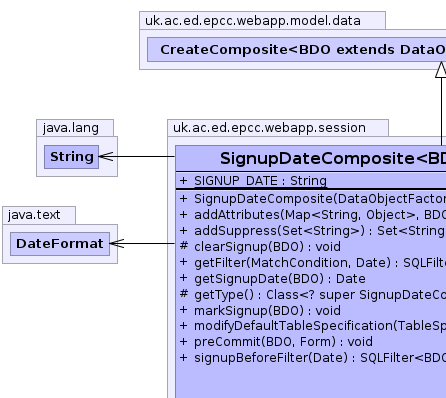 uk.ac.ed.epcc.webapp.model.data
CreateComposite<BDO extends DataO
java.lang
String
uk.ac.ed.epcc.webapp.session
SignupDateComposite<BD
+ SIGNUP_DATE : String
java.text
DateFormat
+ SignupDateComposite(DataObjectFactor
+ addAttributes(Map<String, Object>, BDO
+ addSuppress(Set<String>) : Set<String
# clearSignup(BDO) : void
+ getFilter(MatchCondition, Date) : SQLFilte
+ getSignupDate(BDO) : Date
# getType() : Class<? super SignupDateCo
+ markSignup(BDO) : void
+ modifyDefaultTableSpecification(TableSp
+ preCommit(BDO, Form) : void
+ signupBeforeFilter(Date) : SQLFilter<BDO